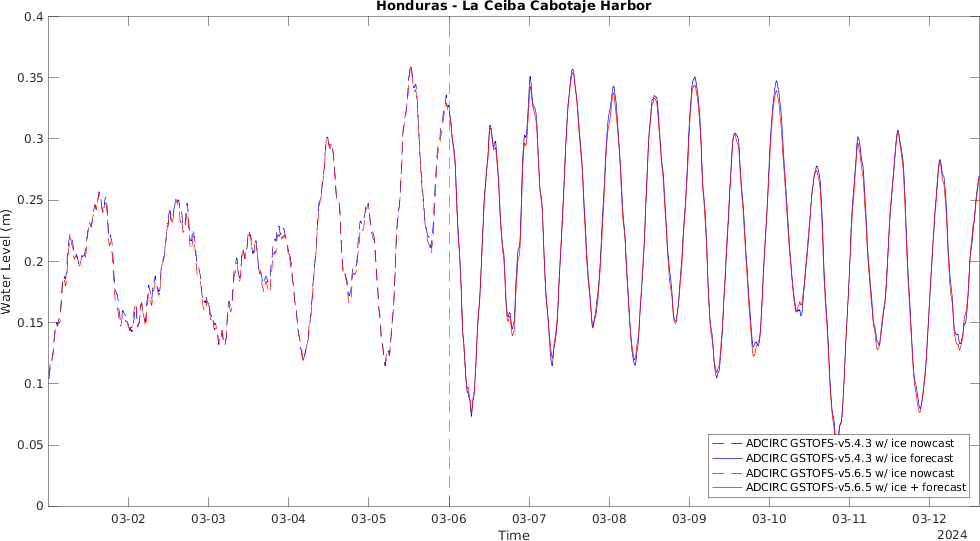 Honduras - La Ceiba Cabotaje Harbor
0.4
0.35
0.3
0.25
0.2
0.15
0.1
0.05
0
Water Level (m)
ADCIRC GSTOFS-v5.4.3 w/ ice nowcast
ADCIRC GSTOFS-v5.4.3 w/ ice forecast
ADCIRC GSTOFS-v5.6.5 w/ ice nowcast
ADCIRC GSTOFS-v5.6.5 w/ ice + forecast
03-02 03-03 03-04 03-05 03-06 03-07 03-08 03-09 03-10 03-11 03-12
Time
2024